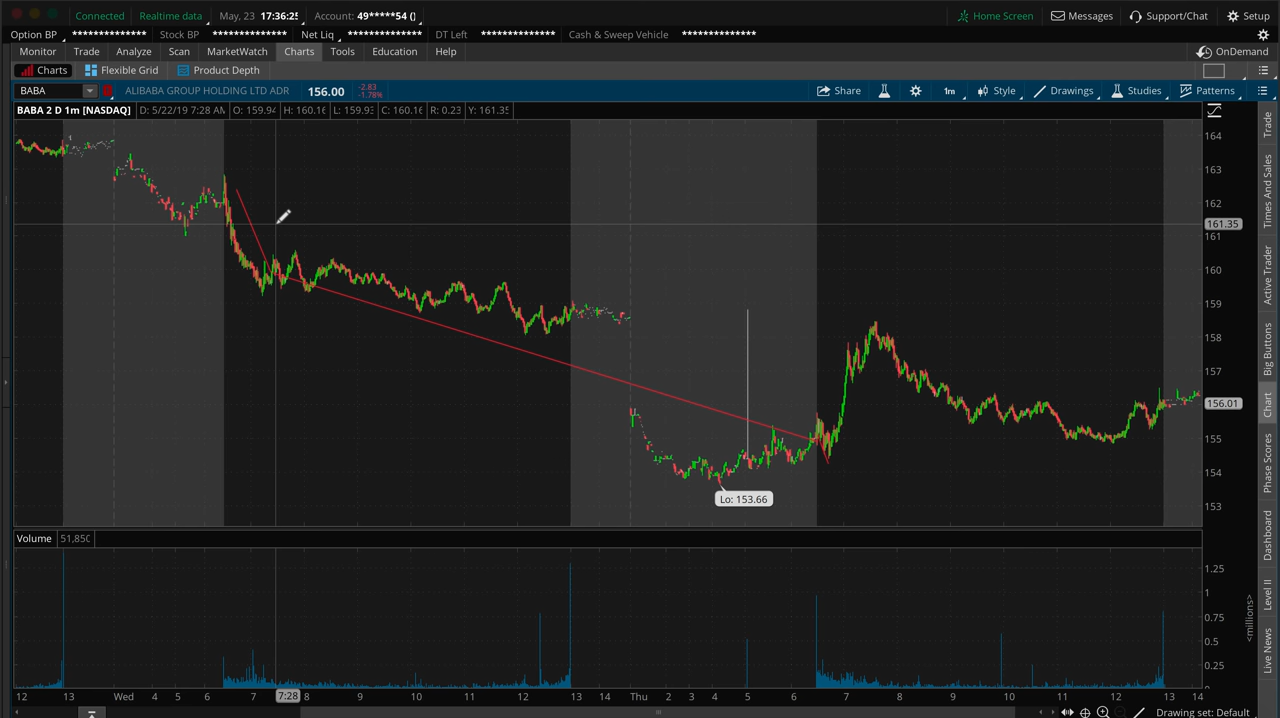 Connected Realtime data May, 23 17:36:25 Account: 49*****54 () Home Screen Messages Support/Chat Setup
Option BP ************** Stock BP ************** Net Liq ************** DT Left ************** Cash & Sweep Vehicle **************
Monitor Trade Analyze Scan MarketWatch Charts Tools Education Help OnDemand
Charts Flexible Grid Product Depth
BABA ALIBABA GROUP HOLDING LTD ADR 156.00 -2.83 -1.78% Share 1m Style Drawings Studies Patterns
BABA 2 D 1m [NASDAQ] D: 5/22/19 7:28 AM O: 159.94 H: 160.16 L: 159.93 C: 160.16 R: 0.23 Y: 161.35
164
163
162
161.35
161
160
159
158
157
156.01
155
154
153
Lo: 153.66
Volume 51,850
1.25
1
0.75
0.5
0.25
0
<millions>
12 13 Wed 4 5 6 7 7:28 8 9 10 11 12 13 14 Thu 2 3 4 5 6 7 8 9 10 11 12 13 14
Drawing set: Default
Trade
Times And Sales
Active Trader
Big Buttons
Chart
Phase Scores
Dashboard
Level II
Live News